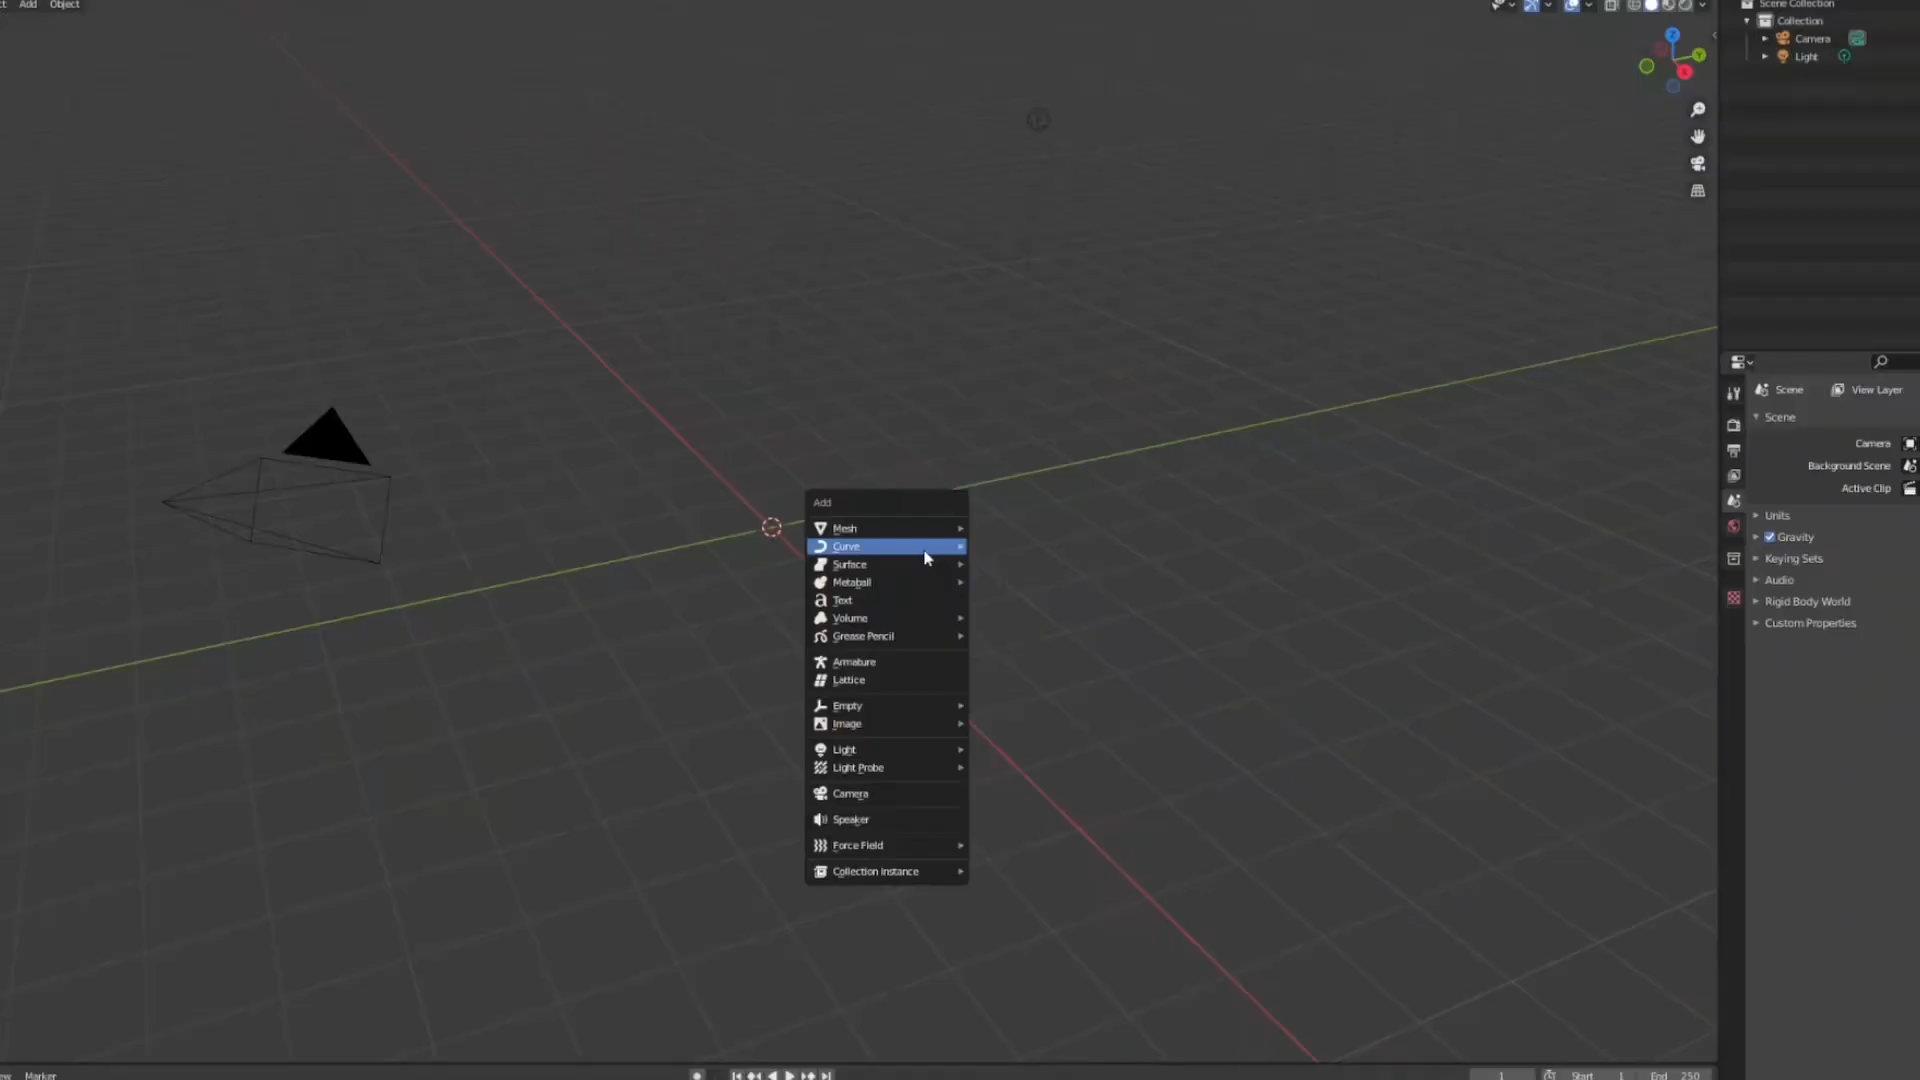 Add Object
Scene Collection
Collection
Camera
Light
Z
Y
X
Scene View Layer
Scene
Camera
Background Scene
Active Clip
Units
Gravity
Keying Sets
Audio
Rigid Body World
Custom Properties
Add
Mesh
Curve
Surface
Metaball
Text
Volume
Grease Pencil
Armature
Lattice
Empty
Image
Light
Light Probe
Camera
Speaker
Force Field
Collection Instance
Marker
1 Start 1 End 250